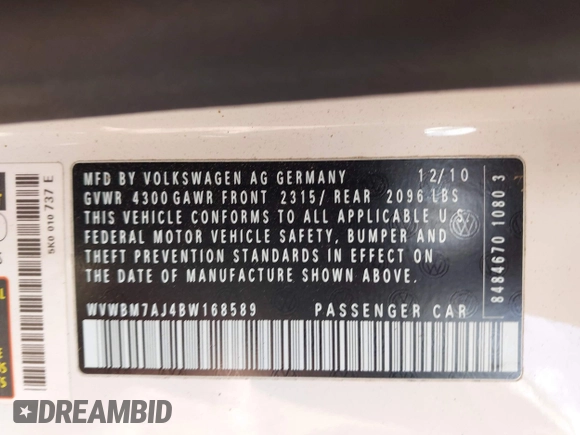 MFD BY VOLKSWAGEN AG GERMANY 12/10
GVWR 4300 GAWR FRONT 2315/ REAR 2096 LBS
THIS VEHICLE CONFORMS TO ALL APPLICABLE U.S.
FEDERAL MOTOR VEHICLE SAFETY, BUMPER AND
THEFT PREVENTION STANDARDS IN EFFECT ON
THE DATE OF MANUFACTURE SHOWN ABOVE.
WVWBM7AJ4BW168589 PASSENGER CAR
8484670 1080 3
5K0 010 737 E
DREAMBID